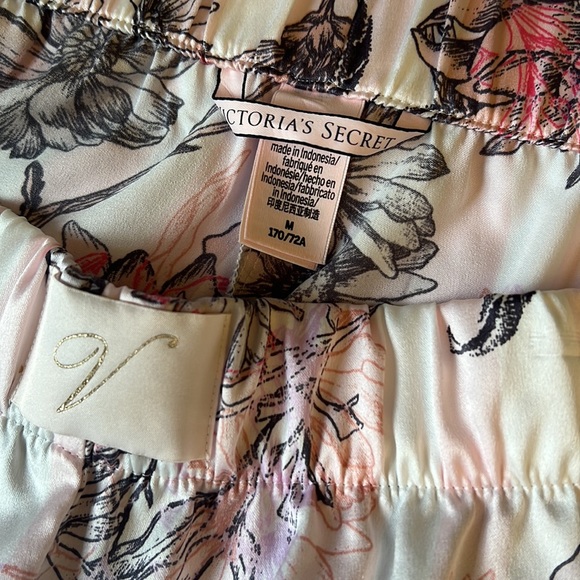 VICTORIA'S SECRET
made in Indonesia/
fabriqué en
Indonésie/hecho en
Indonesia/fabbricato
in Indonesia/
印度尼西亚制造
M
170/72A
V